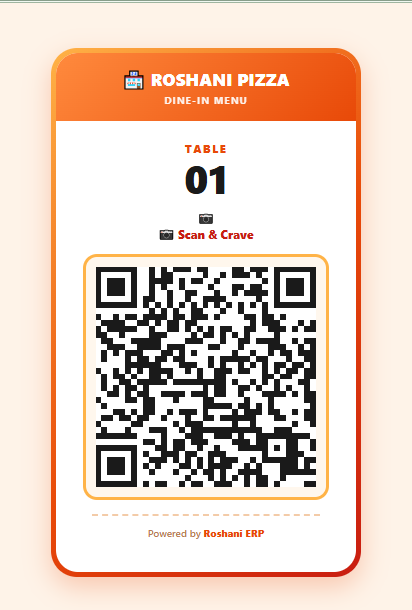 ROSHANI PIZZA
DINE-IN MENU
TABLE
01
Scan & Crave
Powered by Roshani ERP